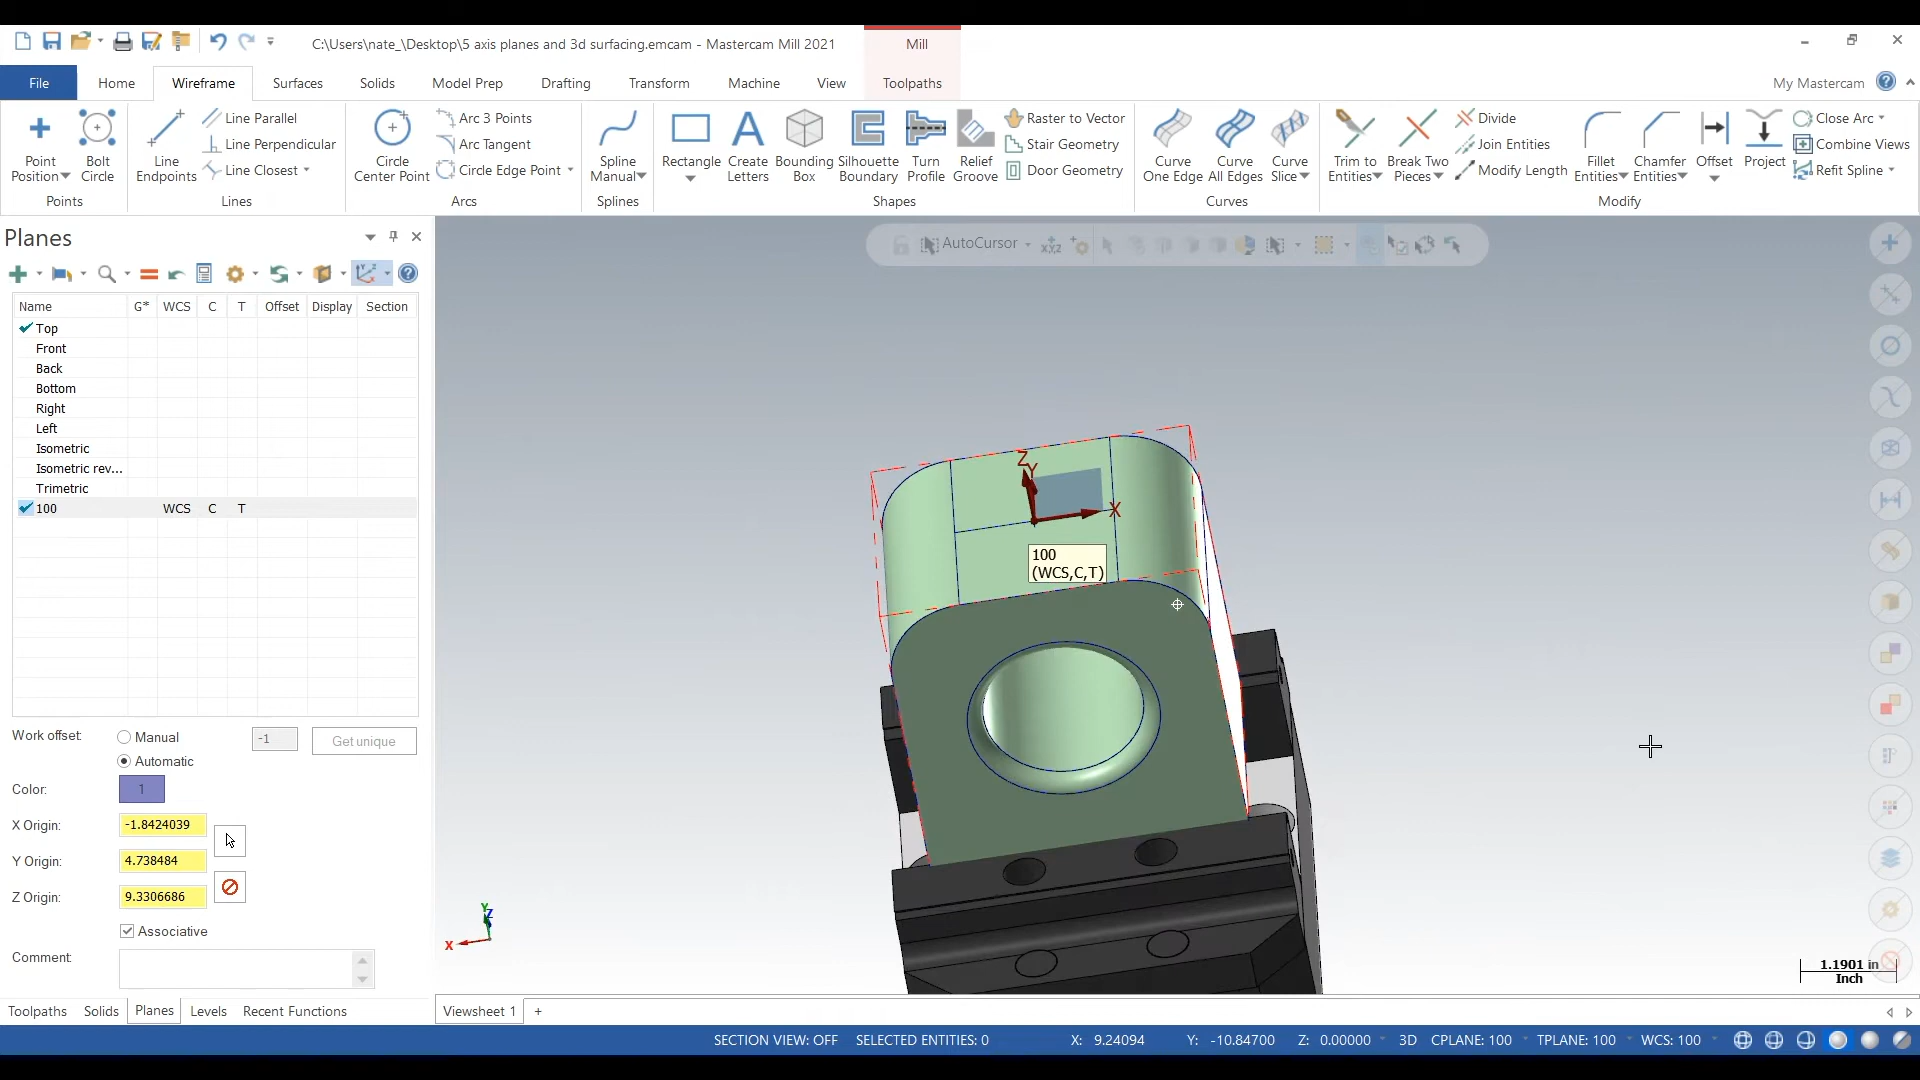 C:\Users\nate_\Desktop\5 axis planes and 3d surfacing.emcam - Mastercam Mill 2021
Mill
File
Home
Wireframe
Surfaces
Solids
Model Prep
Drafting
Transform
Machine
View
Toolpaths
My Mastercam
Point Position
Bolt Circle
Points
Line Endpoints
Line Parallel
Line Perpendicular
Line Closest
Lines
Circle Center Point
Arc 3 Points
Arc Tangent
Circle Edge Point
Arcs
Spline Manual
Splines
Rectangle
Create Letters
Bounding Box
Silhouette Boundary
Turn Profile
Relief Groove
Raster to Vector
Stair Geometry
Door Geometry
Shapes
Curve One Edge
Curve All Edges
Curve Slice
Curves
Trim to Entities
Break Two Pieces
Divide
Join Entities
Modify Length
Fillet Entities
Chamfer Entities
Offset
Project
Close Arc
Combine Views
Refit Spline
Modify
Planes
AutoCursor
Name G* WCS C T Offset Display Section
Top
Front
Back
Bottom
Right
Left
Isometric
Isometric rev...
Trimetric
100 WCS C T
Work offset: Manual -1 Get unique
Automatic
Color: 1
X Origin: -1.8424039
Y Origin: 4.738484
Z Origin: 9.3306686
Associative
Comment:
Z
Y
X
100
(WCS,C,T)
Y
Z
X
1.1901 in
Inch
Toolpaths Solids Planes Levels Recent Functions
Viewsheet 1 +
SECTION VIEW: OFF SELECTED ENTITIES: 0 X: 9.24094 Y: -10.84700 Z: 0.00000 3D CPLANE: 100 TPLANE: 100 WCS: 100